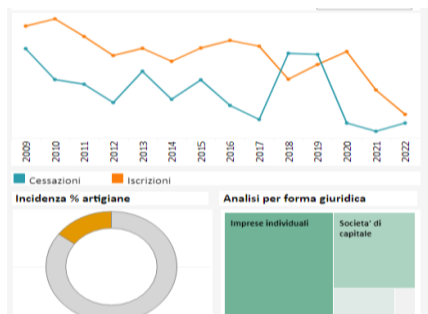 2009 2010 2011 2012 2013 2014 2015 2016 2017 2018 2019 2020 2021 2022
Cessazioni Iscrizioni
Incidenza % artigiane
Analisi per forma giuridica
Imprese individuali
Societa' di
capitale